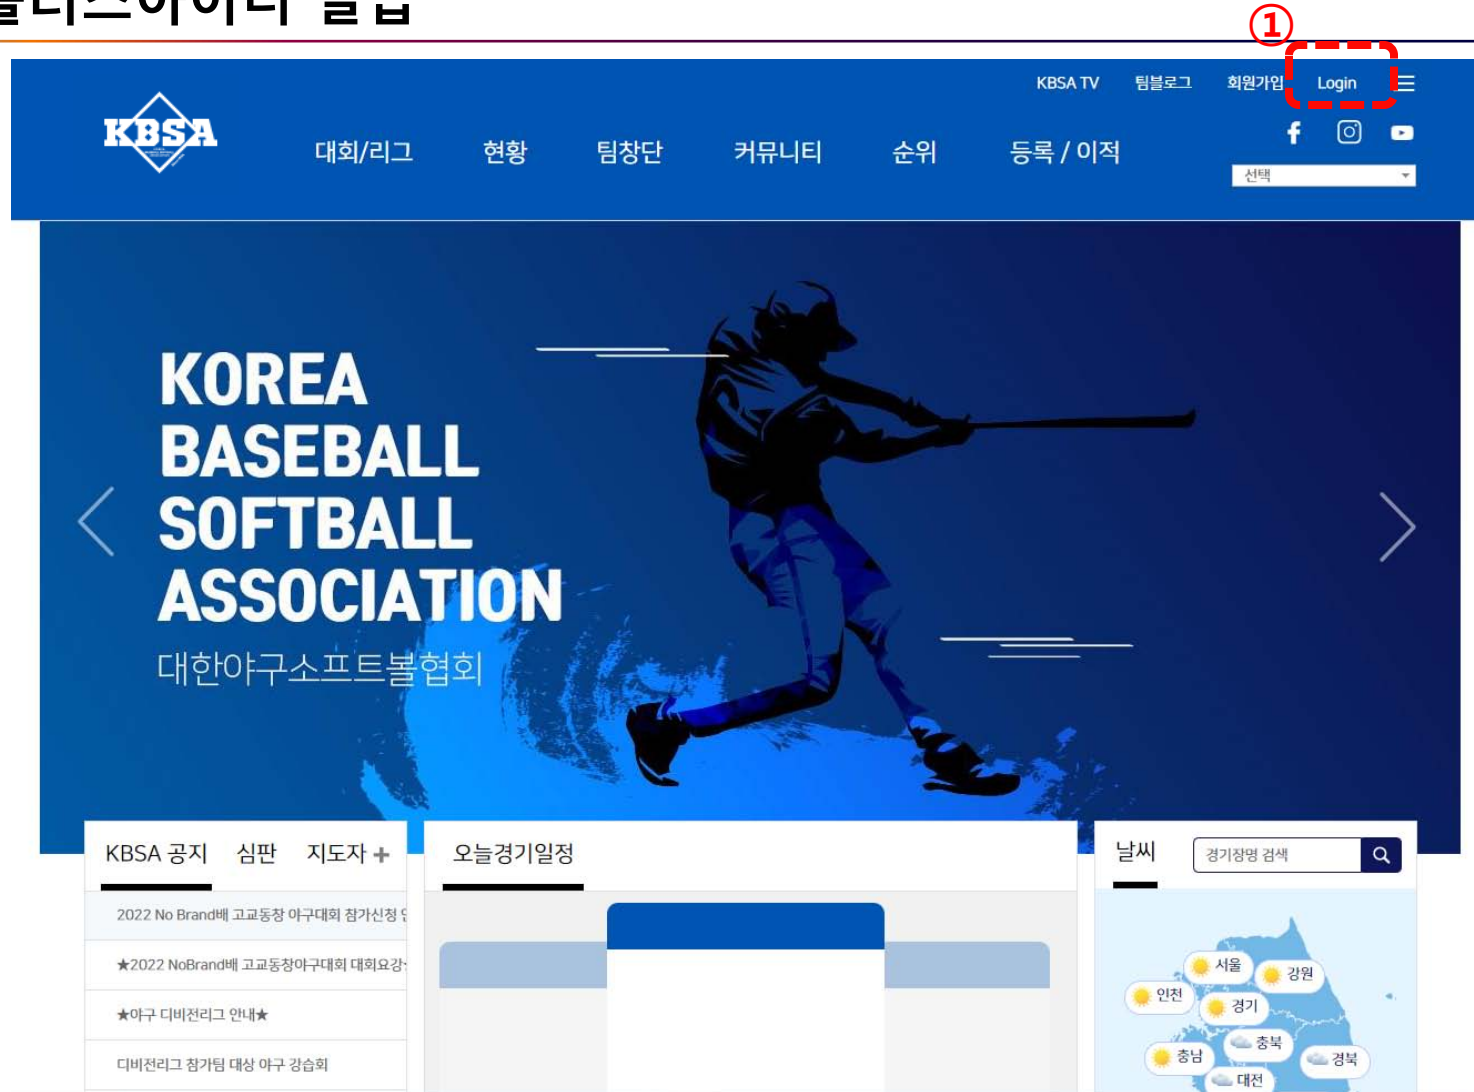 ①
KBSA TV 팀블로그 회원가입 Login
KBSA
대회/리그 현황 팀창단 커뮤니티 순위 등록 / 이적
선택
KOREA
BASEBALL
SOFTBALL
ASSOCIATION
대한야구소프트볼협회
KBSA 공지 심판 지도자 +
2022 No Brand배 고교동창 야구대회 참가신청
★2022 NoBrand배 고교동창야구대회 대회요강
★야구 디비전리그 안내★
디비전리그 참가팀 대상 야구 강습회
오늘경기일정
날씨 경기장명 검색
서울
강원
인천
경기
충북
충남
경북
대전